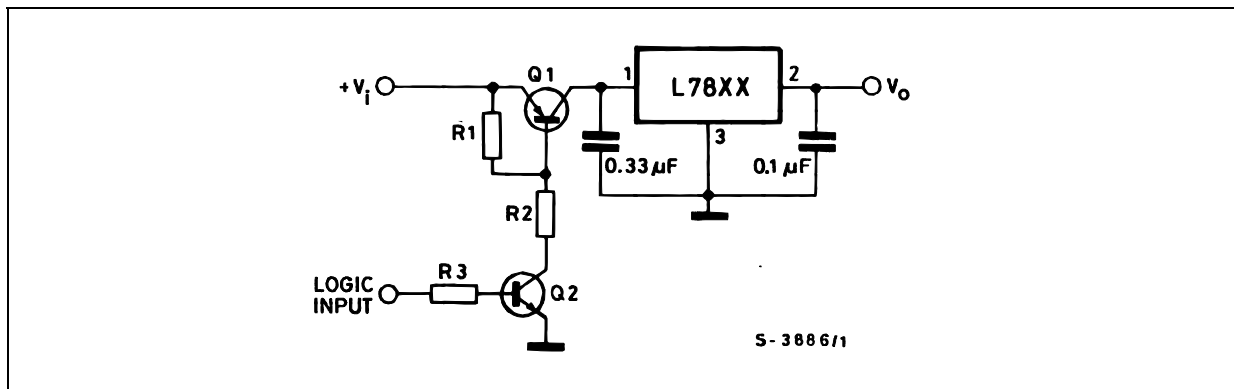 Q1
1
L78XX
2
+Vi
Vo
R1
3
0.33μF
0.1μF
R2
LOGIC
INPUT
R3
Q2
S-3886/1